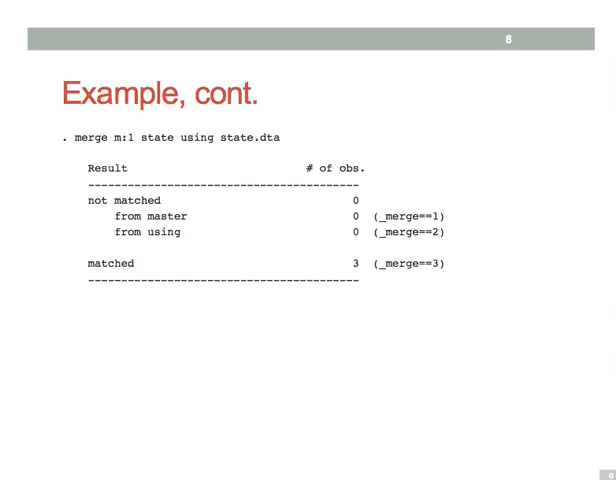 8
Example, cont.
. merge m:1 state using state.dta
Result # of obs.
-----------------------------------------
not matched 0
from master 0 (_merge==1)
from using 0 (_merge==2)
matched 3 (_merge==3)
-----------------------------------------
8